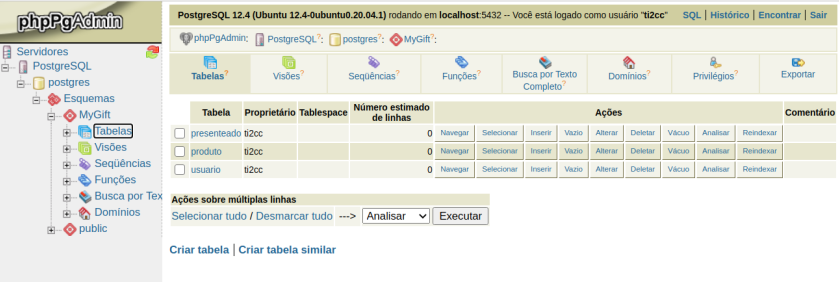 phpPgAdmin
Servidores
PostgreSQL
postgres
Esquemas
MyGift
Tabelas
Visões
Seqüências
Funções
Busca por Tex
Domínios
public
PostgreSQL 12.4 (Ubuntu 12.4-0ubuntu0.20.04.1) rodando em localhost:5432 -- Você está logado como usuário "ti2cc" SQL | Histórico | Encontrar | Sair
phpPgAdmin: PostgreSQL?: postgres?: MyGift?:
Tabelas? Visões? Seqüências? Funções? Busca por Texto Completo? Domínios? Privilégios? Exportar
Tabela Proprietário Tablespace Número estimado de linhas Ações Comentário
presenteado ti2cc 0 Navegar Selecionar Inserir Vazio Alterar Deletar Vácuo Analisar Reindexar
produto ti2cc 0 Navegar Selecionar Inserir Vazio Alterar Deletar Vácuo Analisar Reindexar
usuario ti2cc 0 Navegar Selecionar Inserir Vazio Alterar Deletar Vácuo Analisar Reindexar
Ações sobre múltiplas linhas
Selecionar tudo / Desmarcar tudo ---> Analisar Executar
Criar tabela | Criar tabela similar